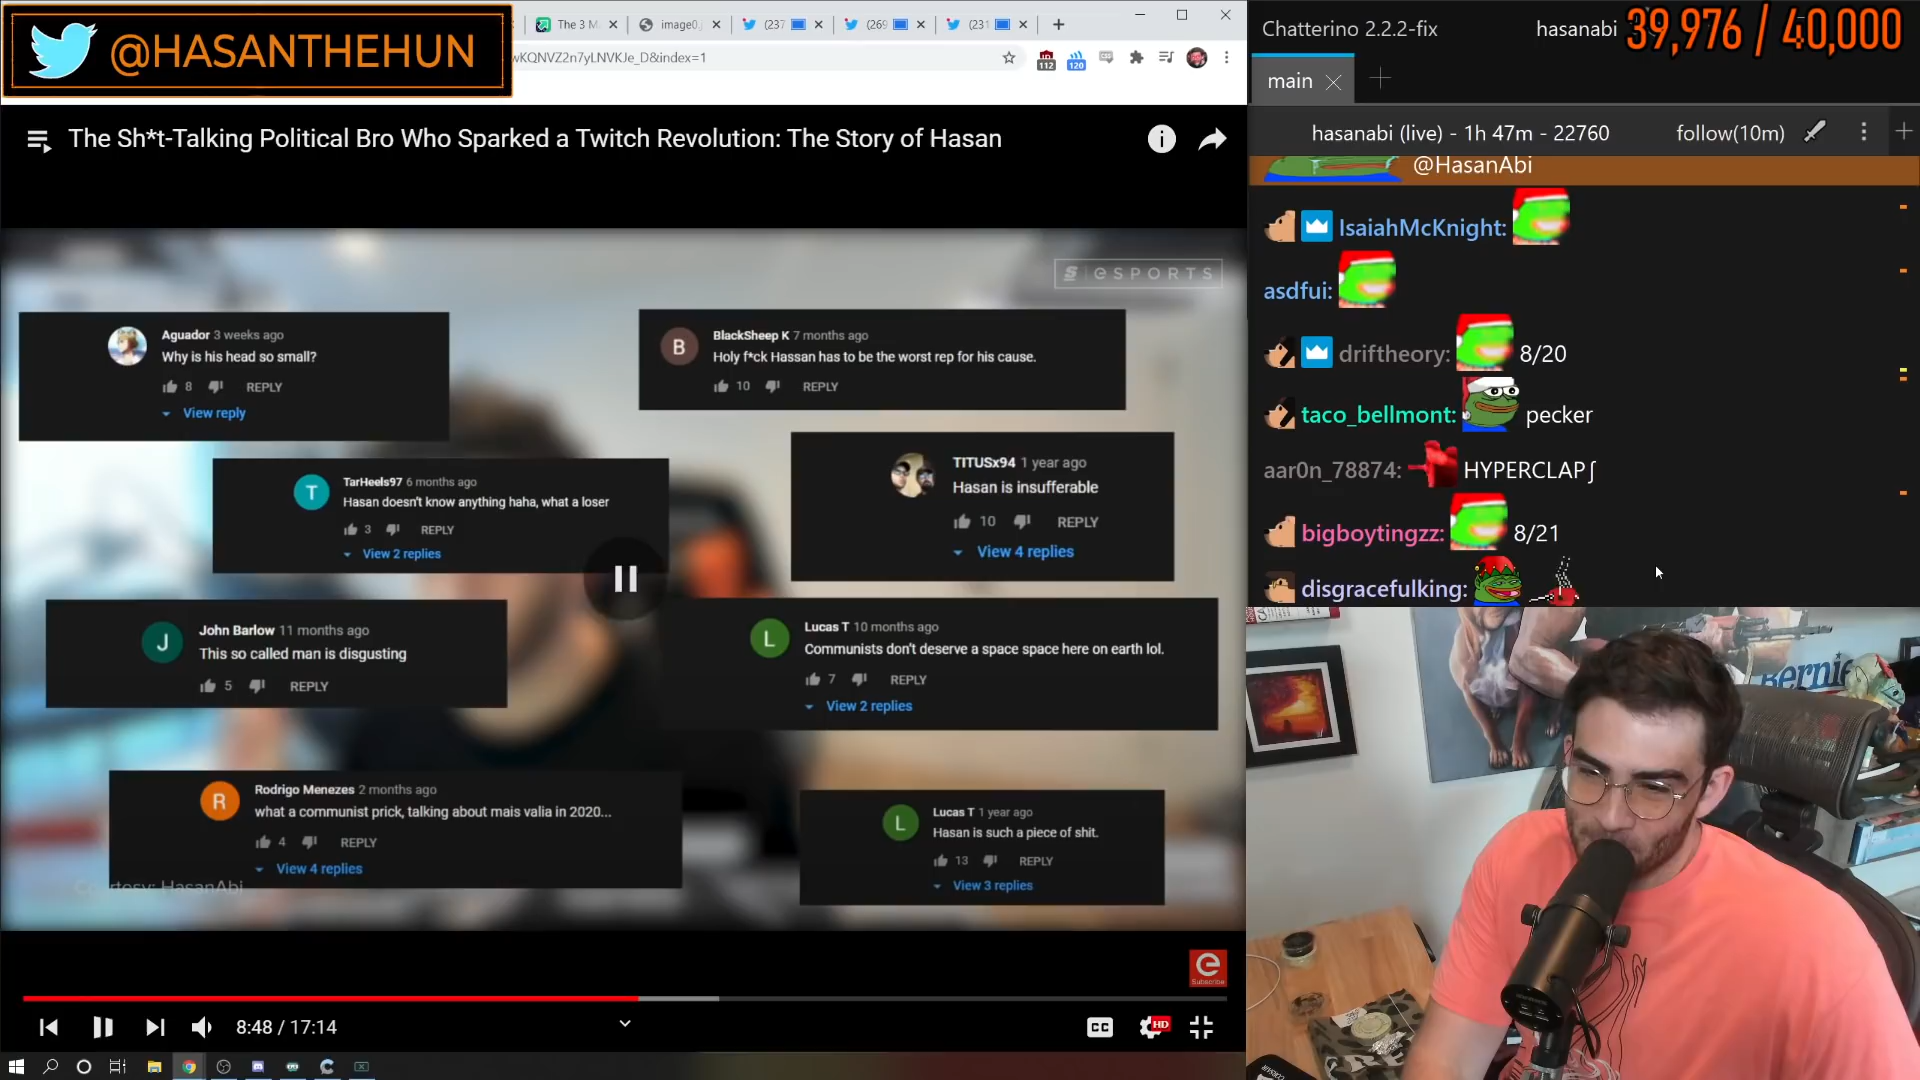 @HASANTHEHUN
The 3 M
image0.
(237
(269
(231
wKQNVZ2n7yLNVKJe_D&index=1
112
120
The Sh*t-Talking Political Bro Who Sparked a Twitch Revolution: The Story of Hasan
ESPORTS
Aguador 3 weeks ago
Why is his head so small?
8 REPLY
View reply
BlackSheep K 7 months ago
Holy f*ck Hassan has to be the worst rep for his cause.
10 REPLY
TarHeels97 6 months ago
T
Hasan doesn't know anything haha, what a loser
3 REPLY
View 2 replies
B
TITUSx94 1 year ago
Hasan is insufferable
10 REPLY
View 4 replies
John Barlow 11 months ago
J
This so called man is disgusting
5 REPLY
Lucas T 10 months ago
L
Communists don't deserve a space space here on earth lol.
7 REPLY
View 2 replies
Rodrigo Menezes 2 months ago
R
what a communist prick, talking about mais valia in 2020...
4 REPLY
View 4 replies
Lucas T 1 year ago
L
Hasan is such a piece of shit.
13 REPLY
View 3 replies
Courtesy: HasanAbi
e
Subscribe
8:48 / 17:14
CC
HD
Chatterino 2.2.2-fix
hasanabi
39,976 / 40,000
main
hasanabi (live) - 1h 47m - 22760
follow(10m)
@HasanAbi
IsaiahMcKnight:
asdfui:
driftheory: 8/20
taco_bellmont: pecker
aar0n_78874: HYPERCLAP∫
bigboytingzz: 8/21
disgracefulking:
Bernie